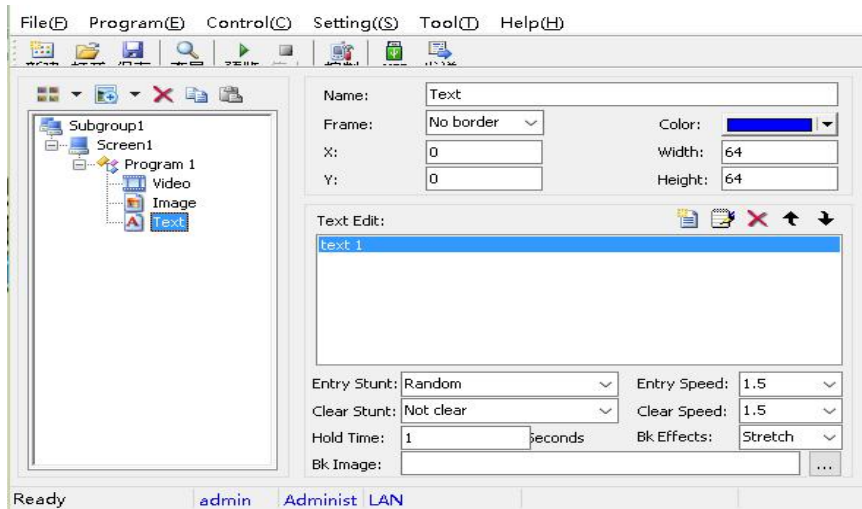 File(F) Program(E) Control(C) Setting((S) Tool(T) Help(H)
Name: Text
Frame: No border Color:
X: 0 Width: 64
Y: 0 Height: 64
Subgroup1
Screen1
Program 1
Video
Image
Text
Text Edit:
text 1
Entry Stunt: Random Entry Speed: 1.5
Clear Stunt: Not clear Clear Speed: 1.5
Hold Time: 1 Seconds Bk Effects: Stretch
Bk Image: ...
Ready admin Administ LAN